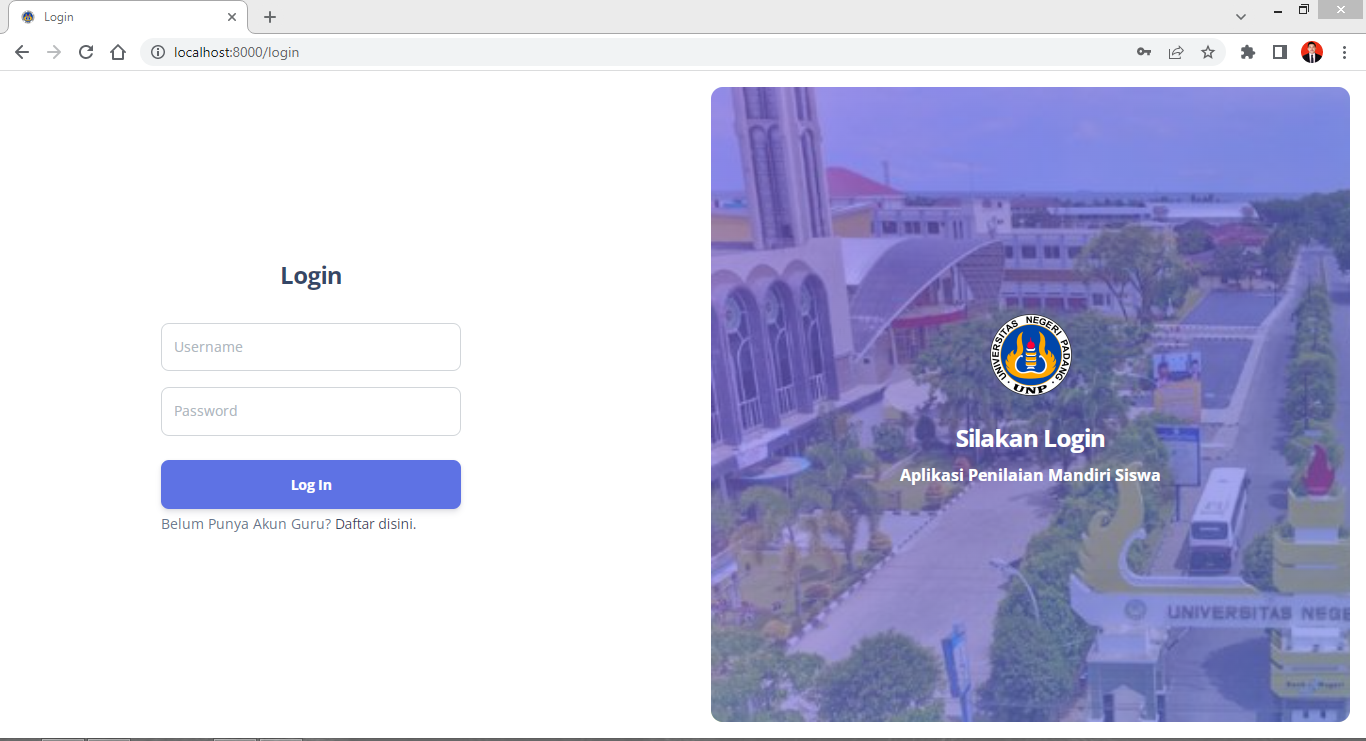 Login
localhost:8000/login
Login
Username
Password
Log In
Belum Punya Akun Guru? Daftar disini.
UNIVERSITAS NEGERI PADANG
UNP
Silakan Login
Aplikasi Penilaian Mandiri Siswa
UNIVERSITAS NEGE